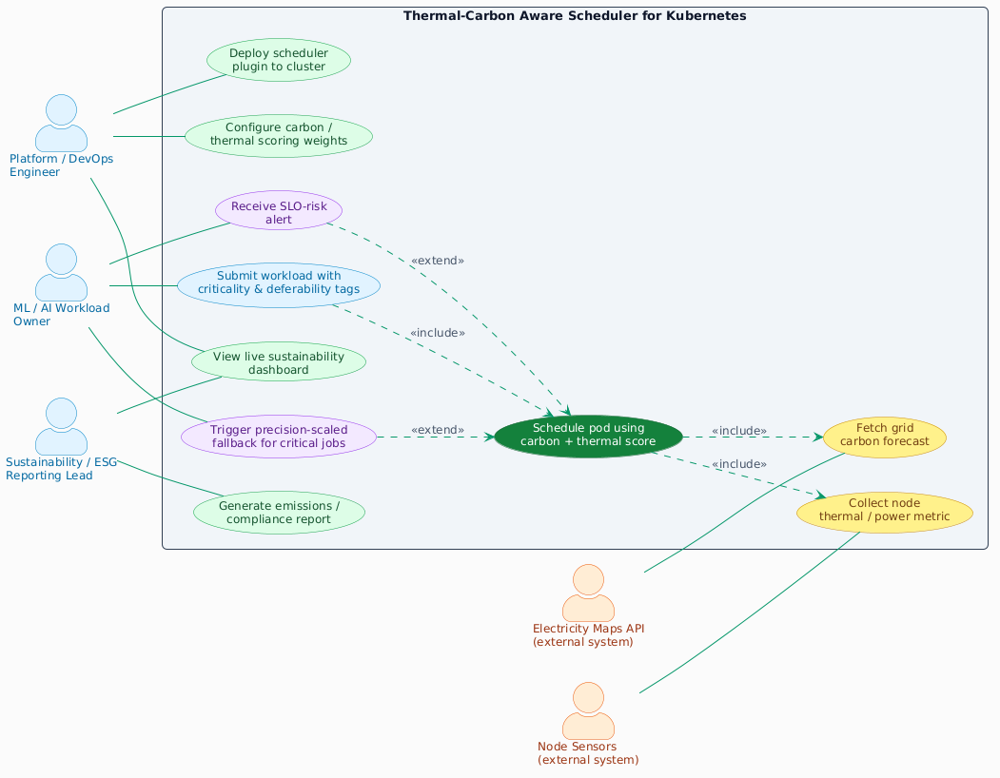 Thermal-Carbon Aware Scheduler for Kubernetes
Deploy scheduler
plugin to cluster
Configure carbon /
thermal scoring weights
Platform / DevOps
Engineer
Receive SLO-risk
alert
«extend»
Submit workload with
criticality & deferability tags
ML / AI Workload
Owner
«include»
View live sustainability
dashboard
Trigger precision-scaled
fallback for critical jobs
«extend»
Schedule pod using
carbon + thermal score
«include»
Fetch grid
carbon forecast
Sustainability / ESG
Reporting Lead
«include»
Generate emissions /
compliance report
Collect node
thermal / power metric
Electricity Maps API
(external system)
Node Sensors
(external system)